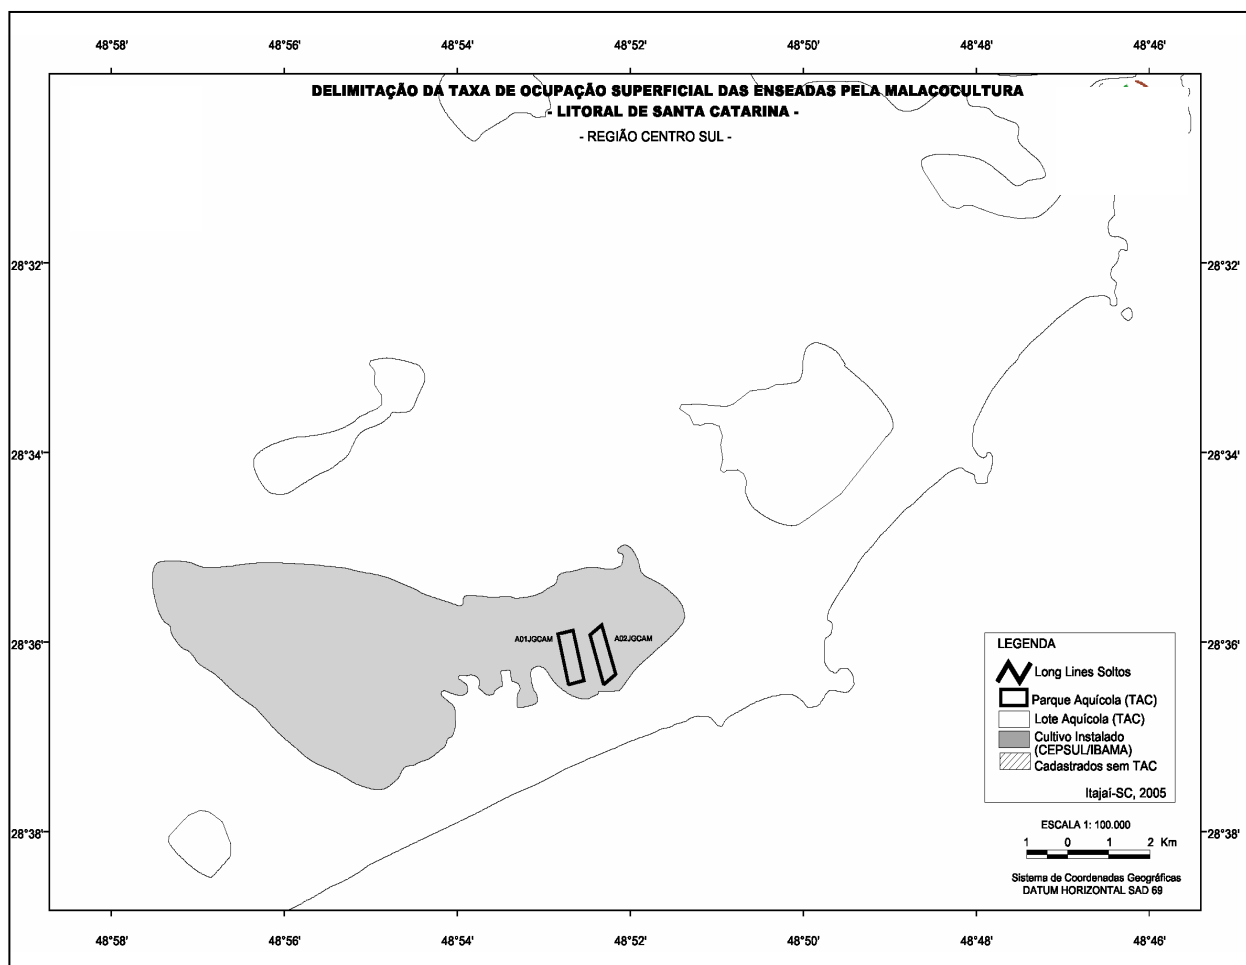 48°58' 48°56' 48°54' 48°52' 48°50' 48°48' 48°46'
DELIMITAÇÃO DA TAXA DE OCUPAÇÃO SUPERFICIAL DAS ENSEADAS PELA MALACOCULTURA
- LITORAL DE SANTA CATARINA -
- REGIÃO CENTRO SUL -
28°32' 28°32'
28°34' 28°34'
28°36' 28°36'
A01JGCAM A02JGCAM
LEGENDA
Long Lines Soltos
Parque Aquícola (TAC)
Lote Aquícola (TAC)
Cultivo Instalado
(CEPSUL/IBAMA)
Cadastrados sem TAC
Itajaí-SC, 2005
28°38' 28°38'
ESCALA 1: 100.000
1 0 1 2 Km
Sistema de Coordenadas Geográficas
DATUM HORIZONTAL SAD 69
48°58' 48°56' 48°54' 48°52' 48°50' 48°48' 48°46'